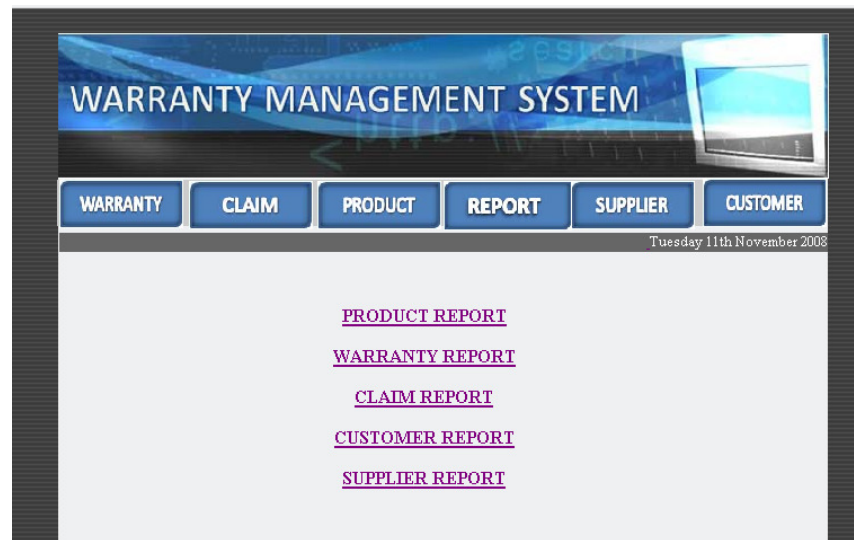 WARRANTY MANAGEMENT SYSTEM
WARRANTY CLAIM PRODUCT REPORT SUPPLIER CUSTOMER
Tuesday 11th November 2008
PRODUCT REPORT
WARRANTY REPORT
CLAIM REPORT
CUSTOMER REPORT
SUPPLIER REPORT